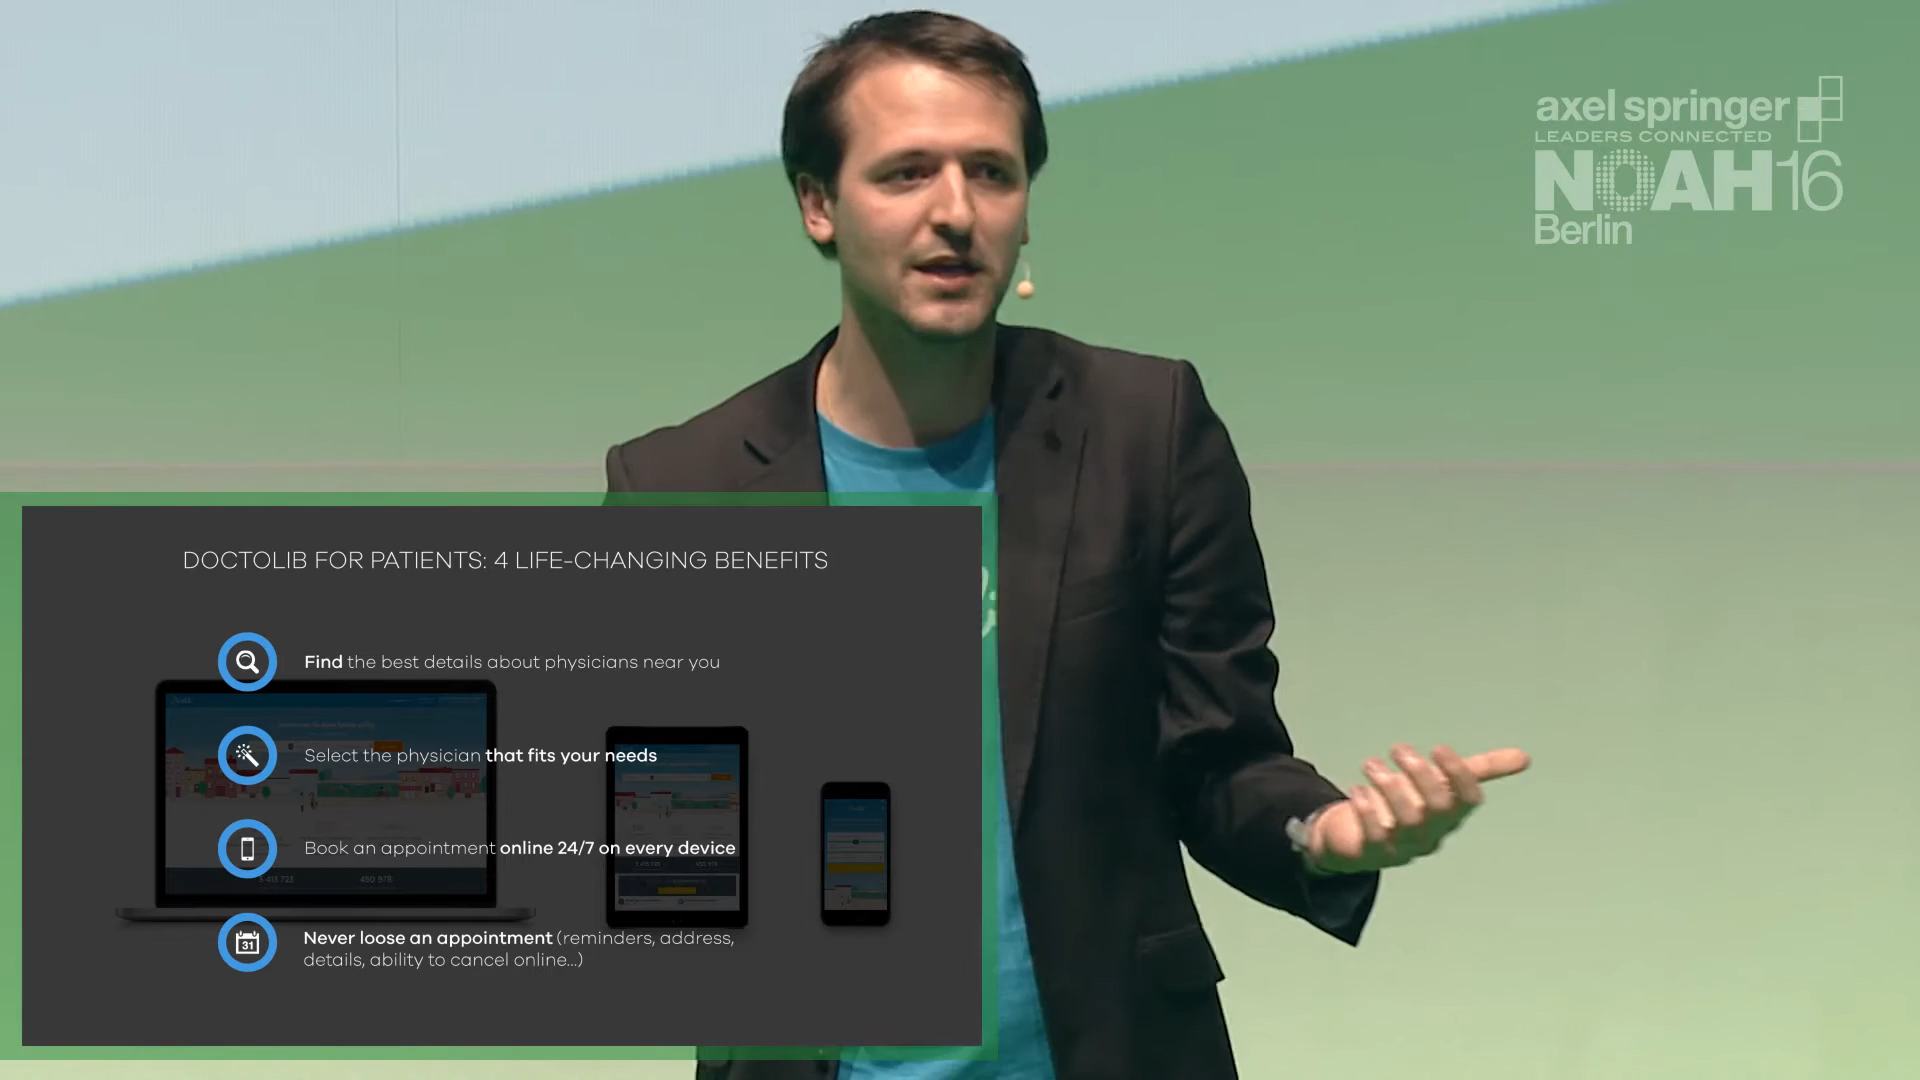 axel springer
LEADERS CONNECTED
NOAH16
Berlin
DOCTOLIB FOR PATIENTS: 4 LIFE-CHANGING BENEFITS
Find the best details about physicians near you
Select the physician that fits your needs
Book an appointment online 24/7 on every device
Never loose an appointment (reminders, address,
details, ability to cancel online...)
31